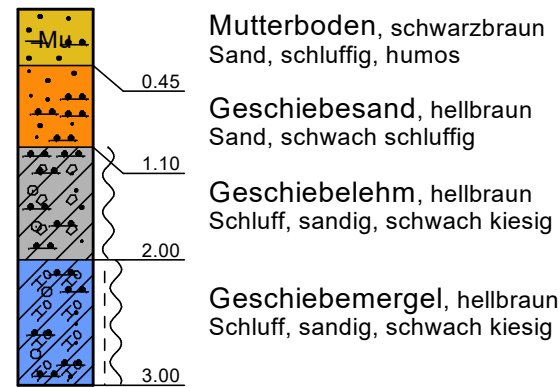 Mu
Mutterboden, schwarzbraun
Sand, schluffig, humos
0.45
Geschiebesand, hellbraun
Sand, schwach schluffig
1.10
Geschiebelehm, hellbraun
Schluff, sandig, schwach kiesig
2.00
Geschiebemergel, hellbraun
Schluff, sandig, schwach kiesig
3.00